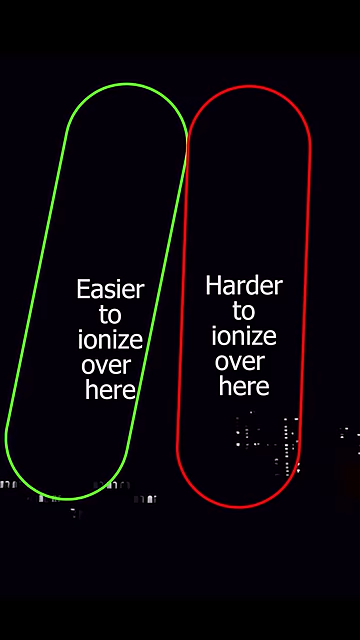 Easier
to
ionize
over
here
Harder
to
ionize
over
here